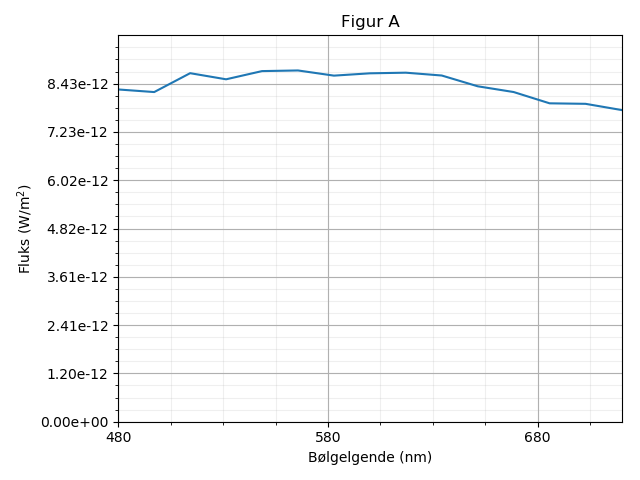 Figur A
8.43e-12
7.23e-12
6.02e-12
4.82e-12
3.61e-12
2.41e-12
1.20e-12
0.00e+00
Fluks (W/m²)
480 580 680
Bølgelgende (nm)